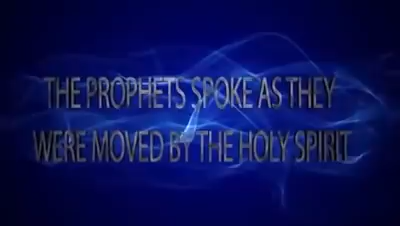 THE PROPHETS SPOKE AS THEY
WERE MOVED BY THE HOLY SPIRIT